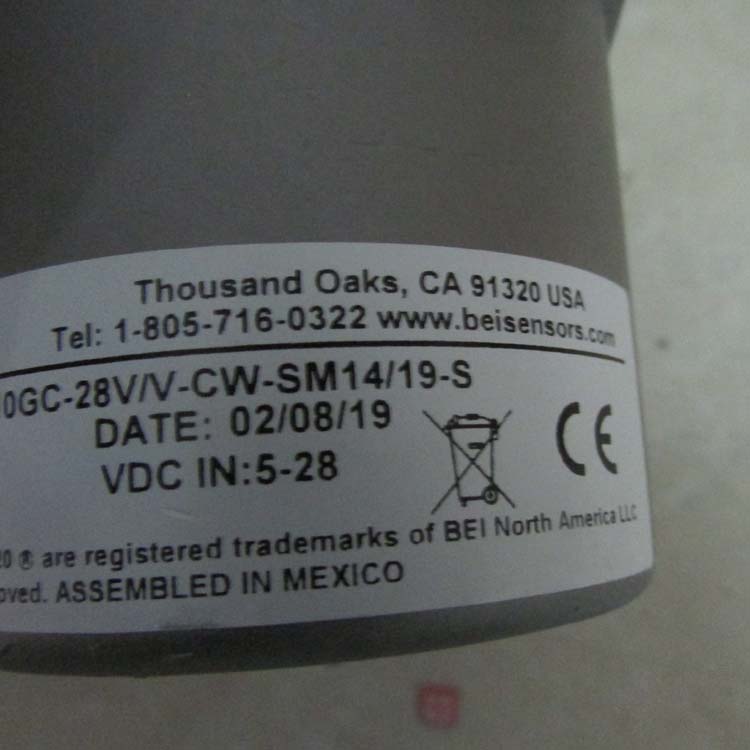 Thousand Oaks, CA 91320 USA
Tel: 1-805-716-0322 www.beisensors.com
0GC-28V/V-CW-SM14/19-S
DATE: 02/08/19
VDC IN:5-28
CE
20 ® are registered trademarks of BEI North America LLC
oved. ASSEMBLED IN MEXICO